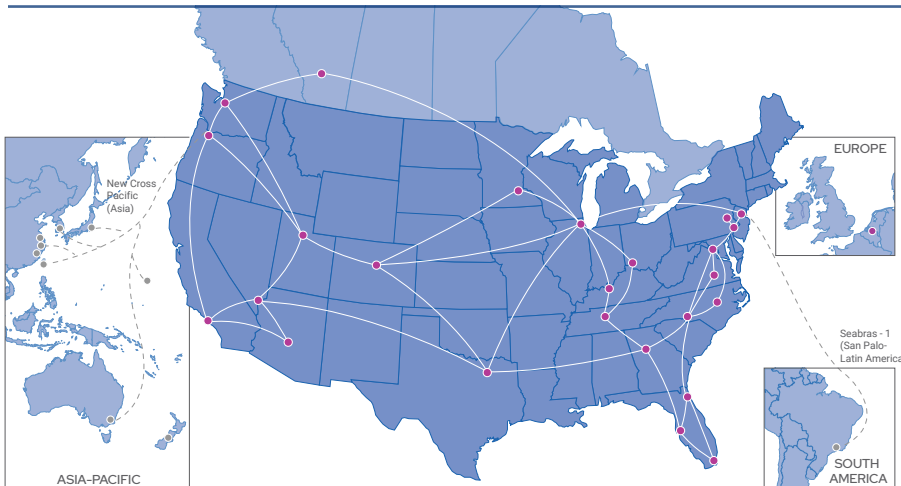 New Cross
Pacific
(Asia)
EUROPE
Seabras - 1
(San Palo-
Latin America
ASIA-PACIFIC
SOUTH
AMERICA